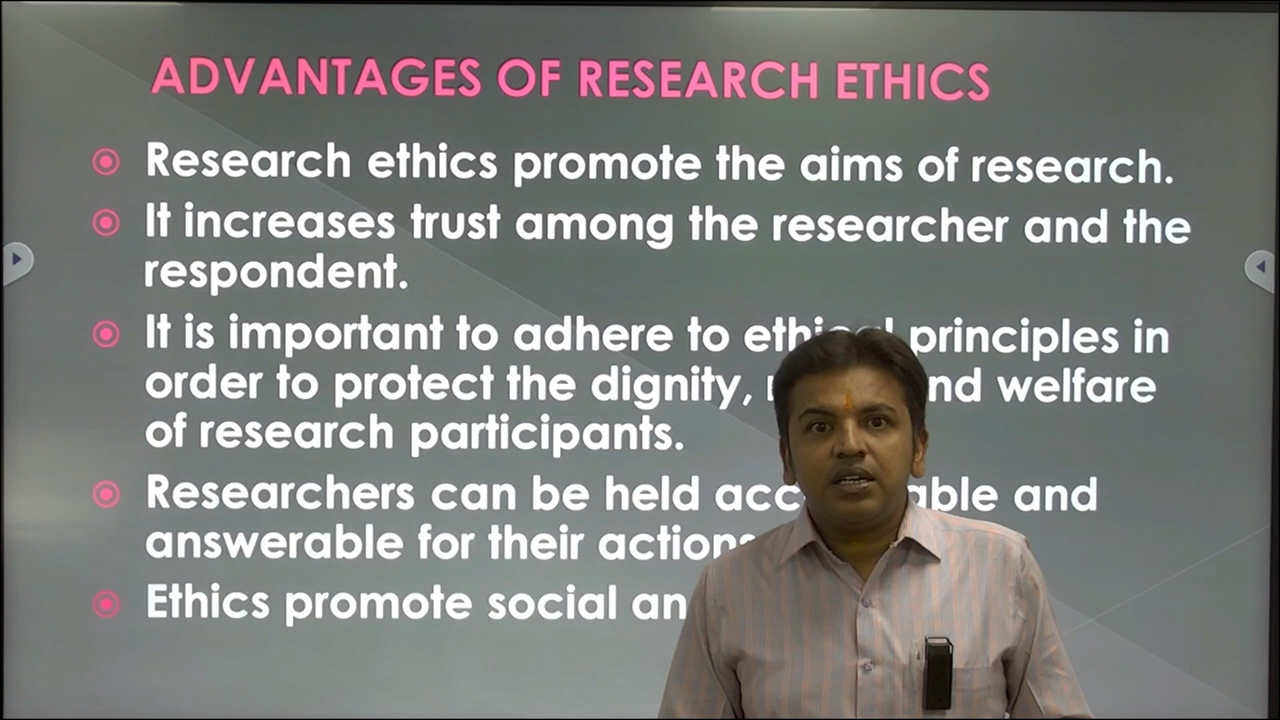 ADVANTAGES OF RESEARCH ETHICS
Research ethics promote the aims of research.
It increases trust among the researcher and the
respondent.
It is important to adhere to ethical principles in
order to protect the dignity, and welfare
of research participants.
Researchers can be held and
answerable for their actions
Ethics promote social